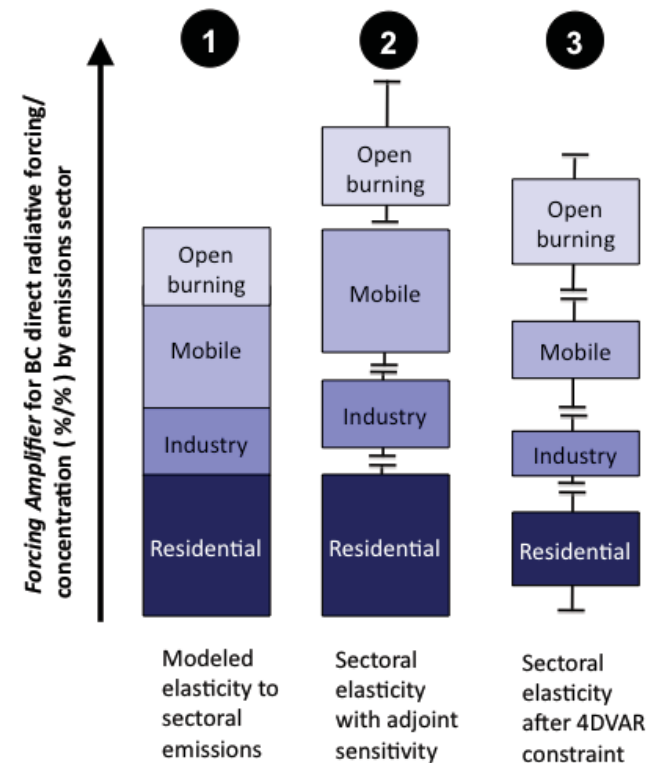 1
2
3
Forcing Amplifier for BC direct radiative forcing/
concentration (%/%) by emissions sector
Open
burning
Mobile
Industry
Residential
Open
burning
Mobile
Industry
Residential
Open
burning
Mobile
Industry
Residential
Modeled
elasticity to
sectoral
emissions
Sectoral
elasticity
with adjoint
sensitivity
Sectoral
elasticity
after 4DVAR
constraint